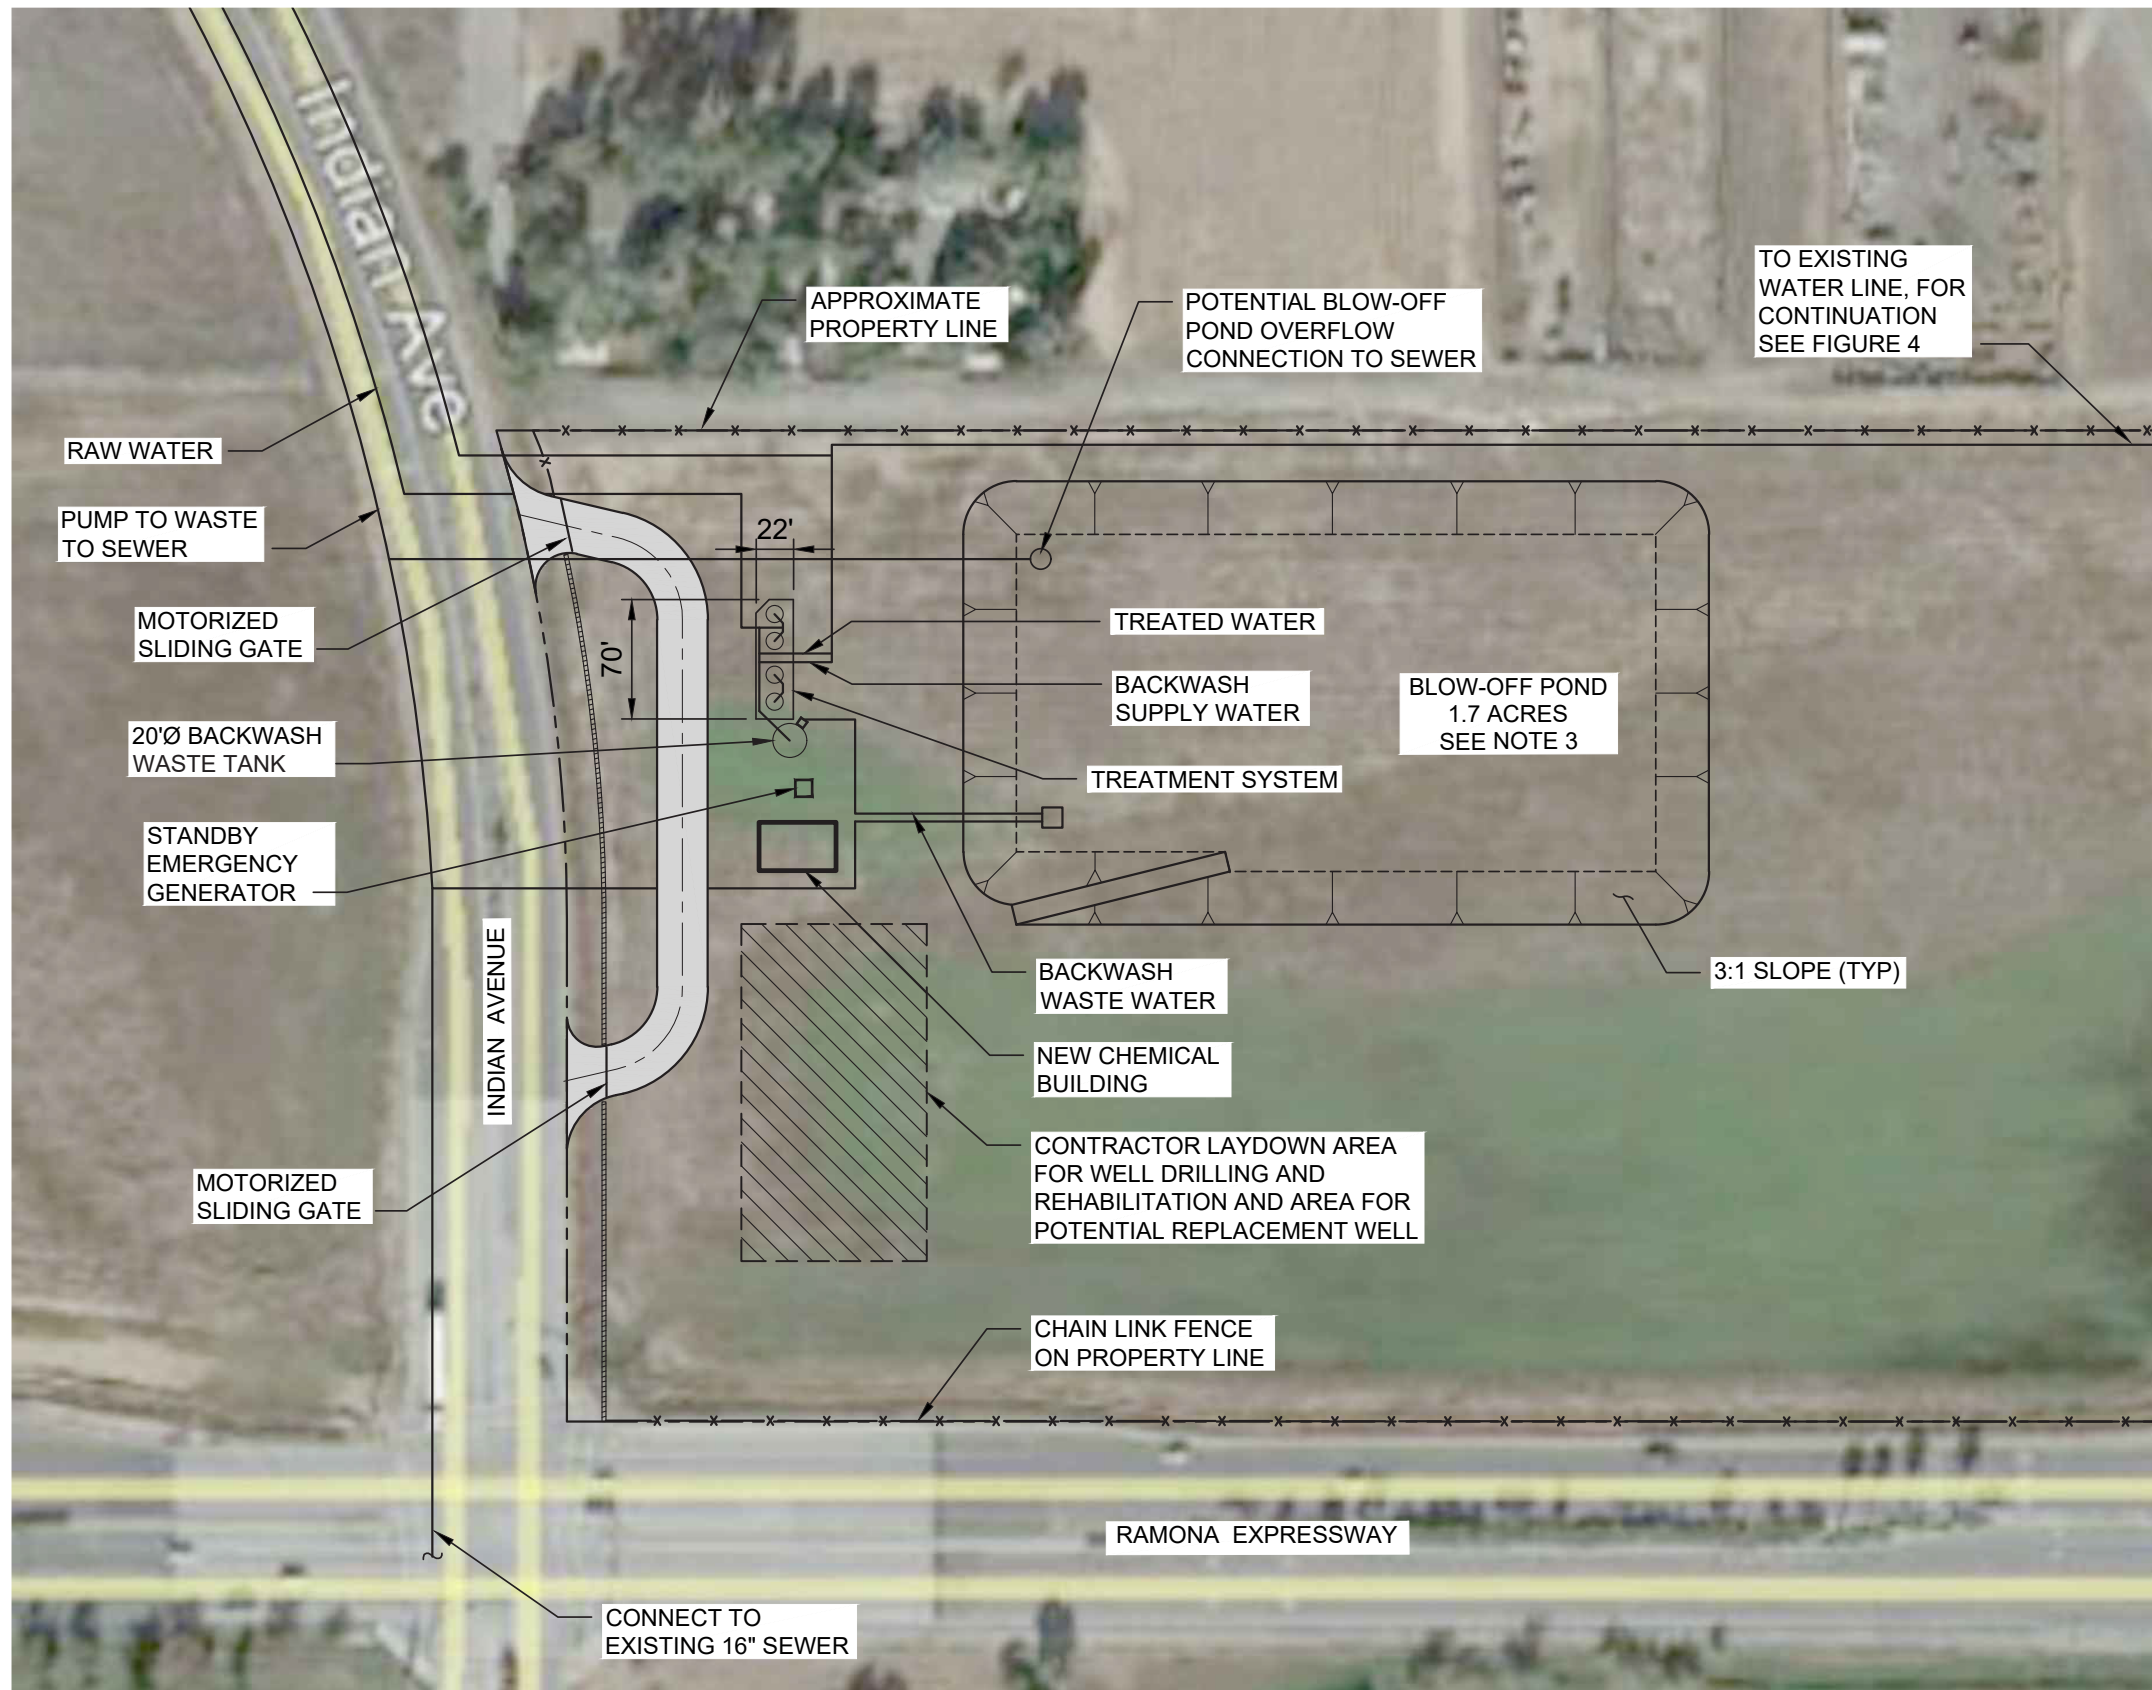 Indian Ave
TO EXISTING
WATER LINE, FOR
CONTINUATION
SEE FIGURE 4
APPROXIMATE
PROPERTY LINE
POTENTIAL BLOW-OFF
POND OVERFLOW
CONNECTION TO SEWER
RAW WATER
PUMP TO WASTE
TO SEWER
22'
MOTORIZED
SLIDING GATE
70'
TREATED WATER
BACKWASH
SUPPLY WATER
BLOW-OFF POND
1.7 ACRES
SEE NOTE 3
20'Ø BACKWASH
WASTE TANK
TREATMENT SYSTEM
STANDBY
EMERGENCY
GENERATOR
INDIAN AVENUE
BACKWASH
WASTE WATER
3:1 SLOPE (TYP)
NEW CHEMICAL
BUILDING
CONTRACTOR LAYDOWN AREA
FOR WELL DRILLING AND
REHABILITATION AND AREA FOR
POTENTIAL REPLACEMENT WELL
MOTORIZED
SLIDING GATE
CHAIN LINK FENCE
ON PROPERTY LINE
RAMONA EXPRESSWAY
CONNECT TO
EXISTING 16" SEWER